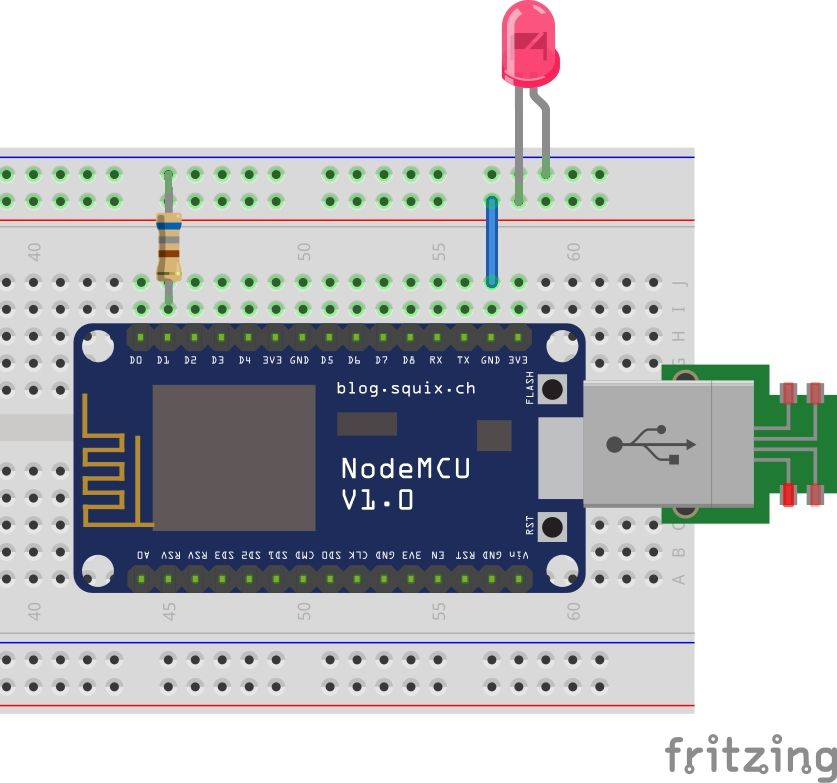 40 50 55 60
J
I
H
G
D0 D1 D2 D3 D4 3V3 GND D5 D6 D7 D8 RX TX GND 3V3
FLASH
blog.squix.ch
NodeMCU
V1.0
RST
A0 RSV RSV SD3 SD2 SD1 CMD SD0 CLK GND 3V3 EN RST GND Vin
C
B
A
40 45 50 55 60
fritzing